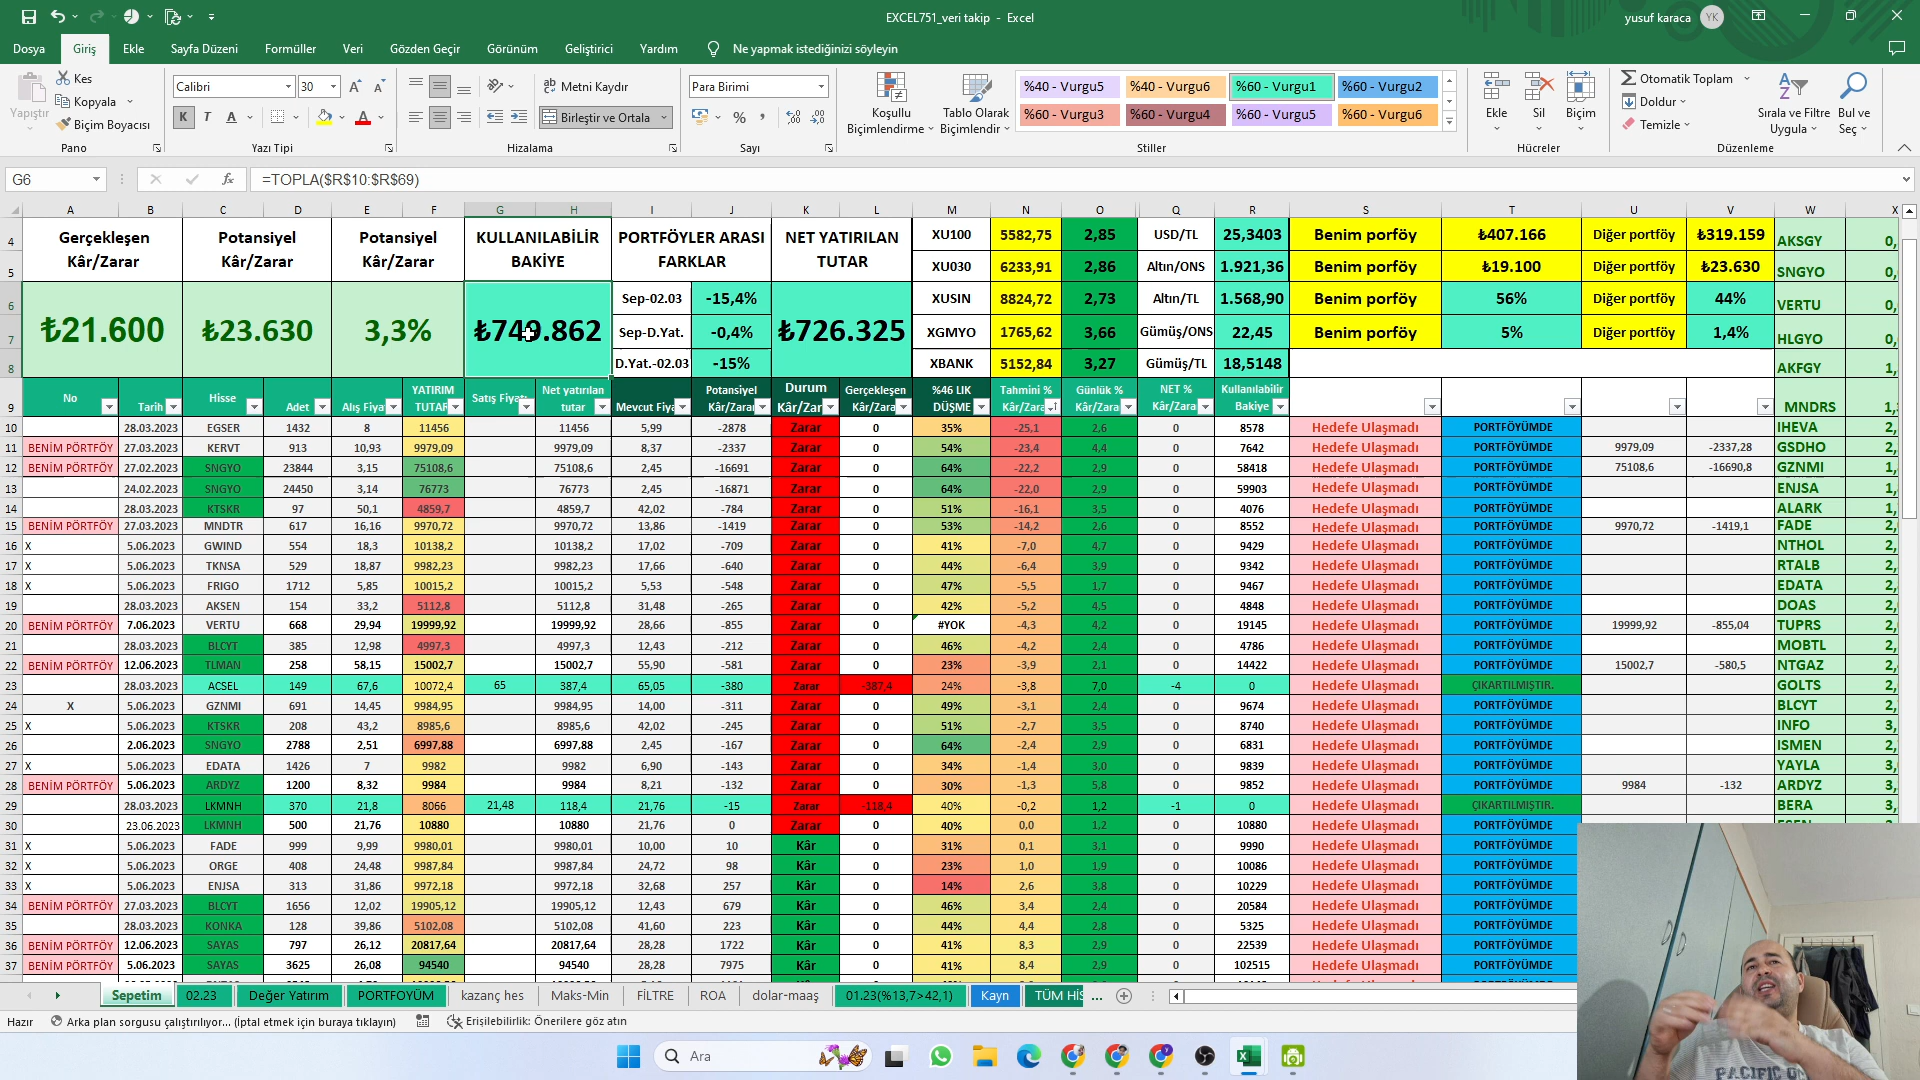 EXCEL751_veri takip - Excel
yusuf karaca YK
Dosya Giriş Ekle Sayfa Düzeni Formüller Veri Gözden Geçir Görünüm Geliştirici Yardım Ne yapmak istediğinizi söyleyin
Yapıştır Kes Kopyala Biçim Boyacısı
Calibri 30
K T A
Metni Kaydır
Birleştir ve Ortala
Para Birimi
Koşullu Biçimlendirme
Tablo Olarak Biçimlendir
%40 - Vurgu5 %40 - Vurgu6 %60 - Vurgu1 %60 - Vurgu2
%60 - Vurgu3 %60 - Vurgu4 %60 - Vurgu5 %60 - Vurgu6
Ekle Sil Biçim
Otomatik Toplam
Doldur
Temizle
Sırala ve Filtre Uygula
Bul ve Seç
Pano Yazı Tipi Hizalama Sayı Stiller Hücreler Düzenleme
G6 fx =TOPLA($R$10:$R$69)
A B C D E F G H I J K L M N O Q R S T U V W X
4 5 Gerçekleşen Kâr/Zarar Potansiyel Kâr/Zarar Potansiyel Kâr/Zarar KULLANILABİLİR BAKİYE PORTFÖYLER ARASI FARKLAR NET YATIRILAN TUTAR
XU100 5582,75 2,85 USD/TL 25,3403 Benim porföy ₺407.166 Diğer portföy ₺319.159 AKSGY 0,
XU030 6233,91 2,86 Altın/ONS 1.921,36 Benim porföy ₺19.100 Diğer portföy ₺23.630 SNGYO 0,
6 7 8 ₺21.600 ₺23.630 3,3% ₺749.862 ₺726.325
Sep-02.03 -15,4% XUSIN 8824,72 2,73 Altın/TL 1.568,90 Benim porföy 56% Diğer portföy 44% VERTU 0,
Sep-D.Yat. -0,4% XGMYO 1765,62 3,66 Gümüş/ONS 22,45 Benim porföy 5% Diğer portföy 1,4% HLGYO 0,
D.Yat.-02.03 -15% XBANK 5152,84 3,27 Gümüş/TL 18,5148 AKFGY 1,
9 No Tarih Hisse Adet Alış Fiya YATIRIM TUTAR Satış Fiyat Net yatırılan tutar Mevcut Fiya Potansiyel Kâr/Zarar Durum Kâr/Zar Gerçekleşen Kâr/Zara %46 LIK DÜŞME Tahmini % Kâr/Zara Günlük % Kâr/Zara NET % Kâr/Zara Kullanılabilir Bakiye MNDRS 1,
10 28.03.2023 EGSER 1432 8 11456 11456 5,99 -2878 Zarar 0 35% -25,1 2,6 0 8578 Hedefe Ulaşmadı PORTFÖYÜMDE IHEVA 2,
11 BENİM PÖRTFÖY 27.03.2023 KERVT 913 10,93 9979,09 9979,09 8,37 -2337 Zarar 0 54% -23,4 4,4 0 7642 Hedefe Ulaşmadı PORTFÖYÜMDE 9979,09 -2337,28 GSDHO 2,
12 BENİM PÖRTFÖY 27.02.2023 SNGYO 23844 3,15 75108,6 75108,6 2,45 -16691 Zarar 0 64% -22,2 2,9 0 58418 Hedefe Ulaşmadı PORTFÖYÜMDE 75108,6 -16690,8 GZNMI 1,
13 24.02.2023 SNGYO 24450 3,14 76773 76773 2,45 -16871 Zarar 0 64% -22,0 2,9 0 59903 Hedefe Ulaşmadı PORTFÖYÜMDE ENJSA 1,
14 28.03.2023 KTSKR 97 50,1 4859,7 4859,7 42,02 -784 Zarar 0 51% -16,1 3,5 0 4076 Hedefe Ulaşmadı PORTFÖYÜMDE ALARK 1,
15 BENİM PÖRTFÖY 27.03.2023 MNDTR 617 16,16 9970,72 9970,72 13,86 -1419 Zarar 0 53% -14,2 2,6 0 8552 Hedefe Ulaşmadı PORTFÖYÜMDE 9970,72 -1419,1 FADE 2,
16 X 5.06.2023 GWIND 554 18,3 10138,2 10138,2 17,02 -709 Zarar 0 41% -7,0 4,7 0 9429 Hedefe Ulaşmadı PORTFÖYÜMDE NTHOL 2,
17 X 5.06.2023 TKNSA 529 18,87 9982,23 9982,23 17,66 -640 Zarar 0 44% -6,4 3,9 0 9342 Hedefe Ulaşmadı PORTFÖYÜMDE RTALB 2,
18 X 5.06.2023 FRIGO 1712 5,85 10015,2 10015,2 5,53 -548 Zarar 0 47% -5,5 1,7 0 9467 Hedefe Ulaşmadı PORTFÖYÜMDE EDATA 2,
19 28.03.2023 AKSEN 154 33,2 5112,8 5112,8 31,48 -265 Zarar 0 42% -5,2 4,5 0 4848 Hedefe Ulaşmadı PORTFÖYÜMDE DOAS 2,
20 BENİM PÖRTFÖY 7.06.2023 VERTU 668 29,94 19999,92 19999,92 28,66 -855 Zarar 0 #YOK -4,3 4,2 0 19145 Hedefe Ulaşmadı PORTFÖYÜMDE 19999,92 -855,04 TUPRS 2,
21 28.03.2023 BLCYT 385 12,98 4997,3 4997,3 12,43 -212 Zarar 0 46% -4,2 2,4 0 4786 Hedefe Ulaşmadı PORTFÖYÜMDE MOBTL 2,
22 BENİM PÖRTFÖY 12.06.2023 TLMAN 258 58,15 15002,7 15002,7 55,90 -581 Zarar 0 23% -3,9 2,1 0 14422 Hedefe Ulaşmadı PORTFÖYÜMDE 15002,7 -580,5 NTGAZ 2,
23 28.03.2023 ACSEL 149 67,6 10072,4 65 387,4 65,05 -380 Zarar -387,4 24% -3,8 7,0 -4 0 Hedefe Ulaşmadı ÇIKARTILMIŞTIR. GOLTS 2,
24 X 5.06.2023 GZNMI 691 14,45 9984,95 9984,95 14,00 -311 Zarar 0 49% -3,1 2,4 0 9674 Hedefe Ulaşmadı PORTFÖYÜMDE BLCYT 2,
25 X 5.06.2023 KTSKR 208 43,2 8985,6 8985,6 42,02 -245 Zarar 0 51% -2,7 3,5 0 8740 Hedefe Ulaşmadı PORTFÖYÜMDE INFO 3,
26 2.06.2023 SNGYO 2788 2,51 6997,88 6997,88 2,45 -167 Zarar 0 64% -2,4 2,9 0 6831 Hedefe Ulaşmadı PORTFÖYÜMDE ISMEN 2,
27 X 5.06.2023 EDATA 1426 7 9982 9982 6,90 -143 Zarar 0 34% -1,4 3,0 0 9839 Hedefe Ulaşmadı PORTFÖYÜMDE YAYLA 3,
28 BENİM PÖRTFÖY 5.06.2023 ARDYZ 1200 8,32 9984 9984 8,21 -132 Zarar 0 30% -1,3 5,8 0 9852 Hedefe Ulaşmadı PORTFÖYÜMDE 9984 -132 ARDYZ 3,
29 28.03.2023 LKMNH 370 21,8 8066 21,48 118,4 21,76 -15 Zarar -118,4 40% -0,2 1,2 -1 0 Hedefe Ulaşmadı ÇIKARTILMIŞTIR. BERA 3,
30 23.06.2023 LKMNH 500 21,76 10880 10880 21,76 0 Zarar 0 40% 0,0 1,2 0 10880 Hedefe Ulaşmadı PORTFÖYÜMDE
31 X 5.06.2023 FADE 999 9,99 9980,01 9980,01 10,00 10 Kâr 0 31% 0,1 3,1 0 9990 Hedefe Ulaşmadı PORTFÖYÜMDE
32 X 5.06.2023 ORGE 408 24,48 9987,84 9987,84 24,72 98 Kâr 0 23% 1,0 1,9 0 10086 Hedefe Ulaşmadı PORTFÖYÜMDE
33 X 5.06.2023 ENJSA 313 31,86 9972,18 9972,18 32,68 257 Kâr 0 14% 2,6 3,8 0 10229 Hedefe Ulaşmadı PORTFÖYÜMDE
34 BENİM PÖRTFÖY 27.03.2023 BLCYT 1656 12,02 19905,12 19905,12 12,43 679 Kâr 0 46% 3,4 2,4 0 20584 Hedefe Ulaşmadı PORTFÖYÜMDE
35 28.03.2023 KONKA 128 39,86 5102,08 5102,08 41,60 223 Kâr 0 44% 4,4 2,8 0 5325 Hedefe Ulaşmadı PORTFÖYÜMDE
36 BENİM PÖRTFÖY 12.06.2023 SAYAS 797 26,12 20817,64 20817,64 28,28 1722 Kâr 0 41% 8,3 2,9 0 22539 Hedefe Ulaşmadı PORTFÖYÜMDE
37 BENİM PÖRTFÖY 5.06.2023 SAYAS 3625 26,08 94540 94540 28,28 7975 Kâr 0 41% 8,4 2,9 0 102515 Hedefe Ulaşmadı PORTFÖYÜMDE
Sepetim 02.23 Değer Yatırım PORTFOYÜM kazanç hes Maks-Min FİLTRE ROA dolar-maaş 01.23(%13,7>42,1) Kayn TÜM HİS ...
Hazır Arka plan sorgusu çalıştırılıyor... (İptal etmek için buraya tıklayın) Erişilebilirlik: Önerilere göz atın
Ara
PACIFIC